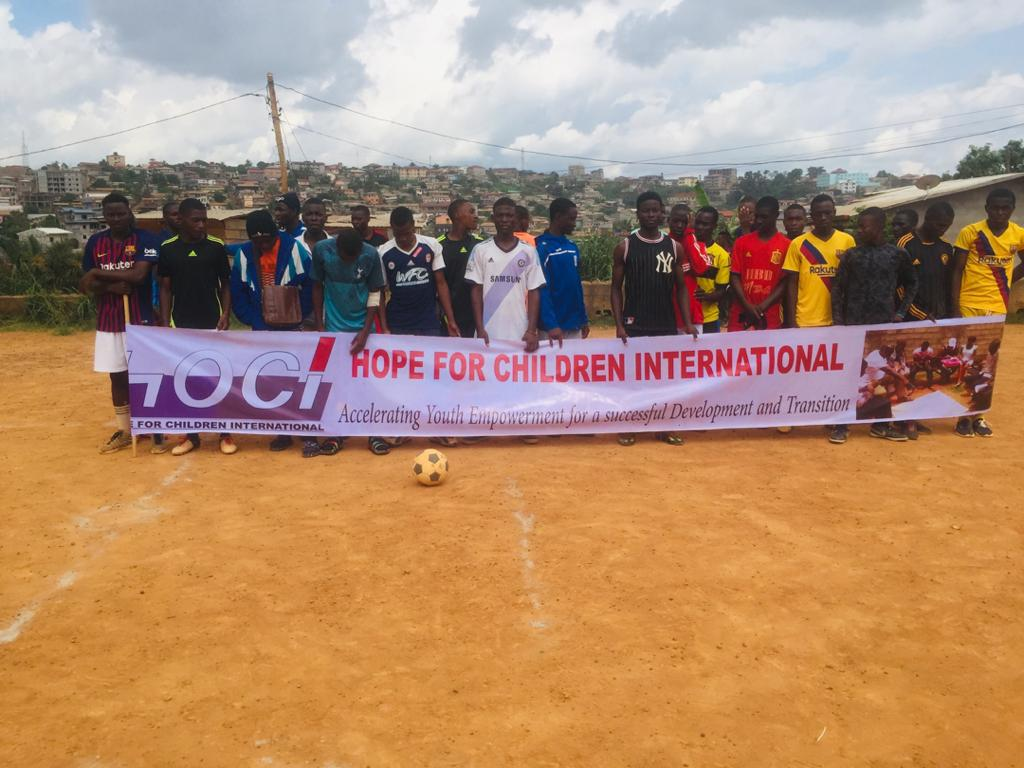 HOPE FOR CHILDREN INTERNATIONAL
Accelerating Youth Empowerment for a successful Development and Transition
HOCI
E FOR CHILDREN INTERNATIONAL
Rakuten
beko
WFC
SAMSUNG
NY
Rakuten
Rakuten